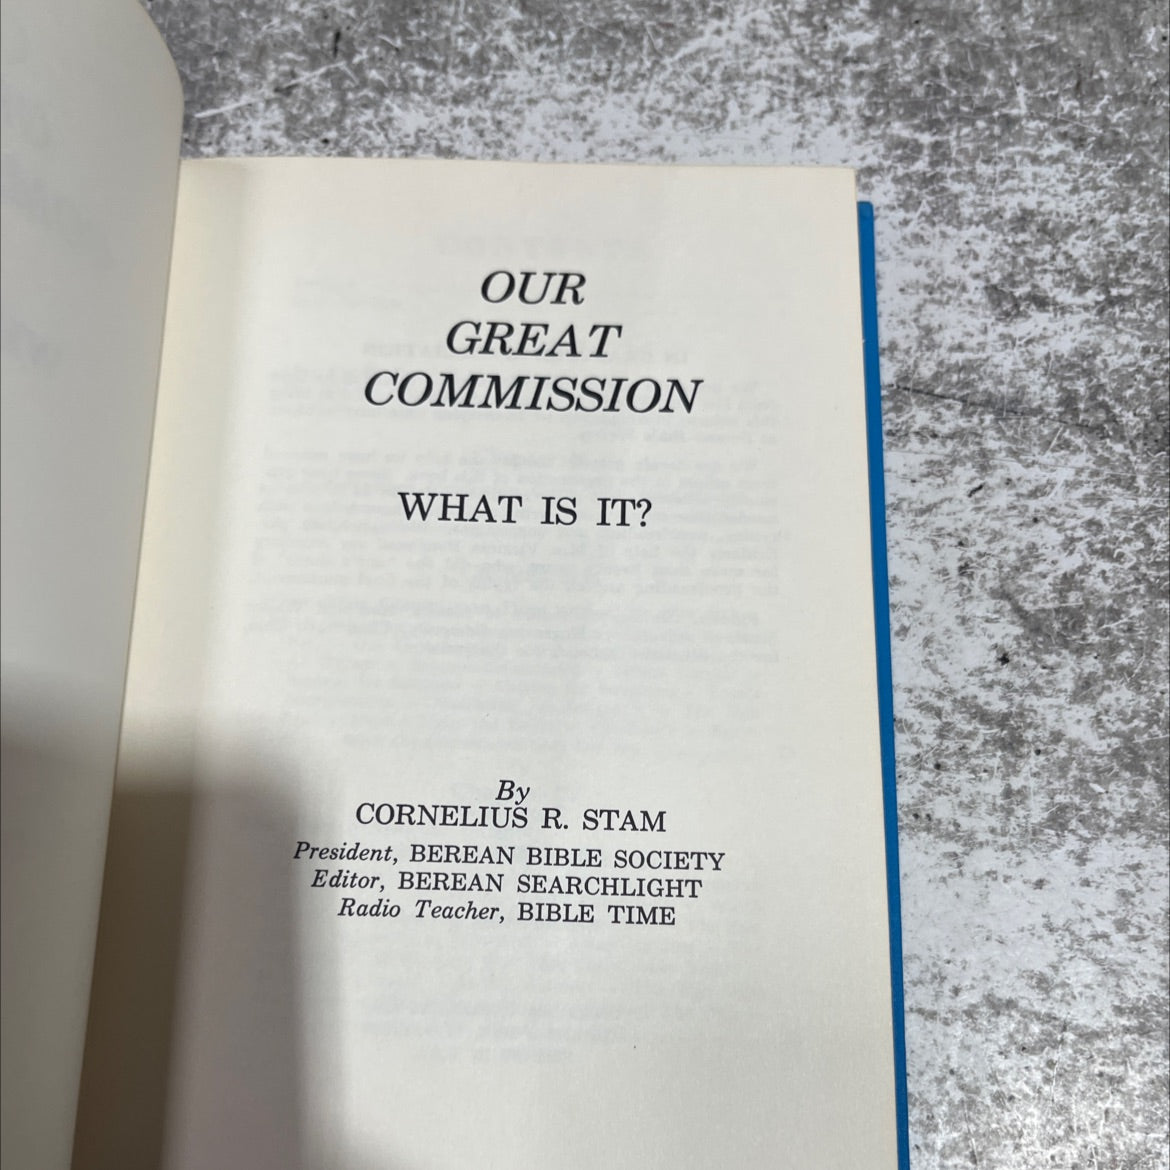 OUR
GREAT
COMMISSION
WHAT IS IT?
By
CORNELIUS R. STAM
President, BEREAN BIBLE SOCIETY
Editor, BEREAN SEARCHLIGHT
Radio Teacher, BIBLE TIME